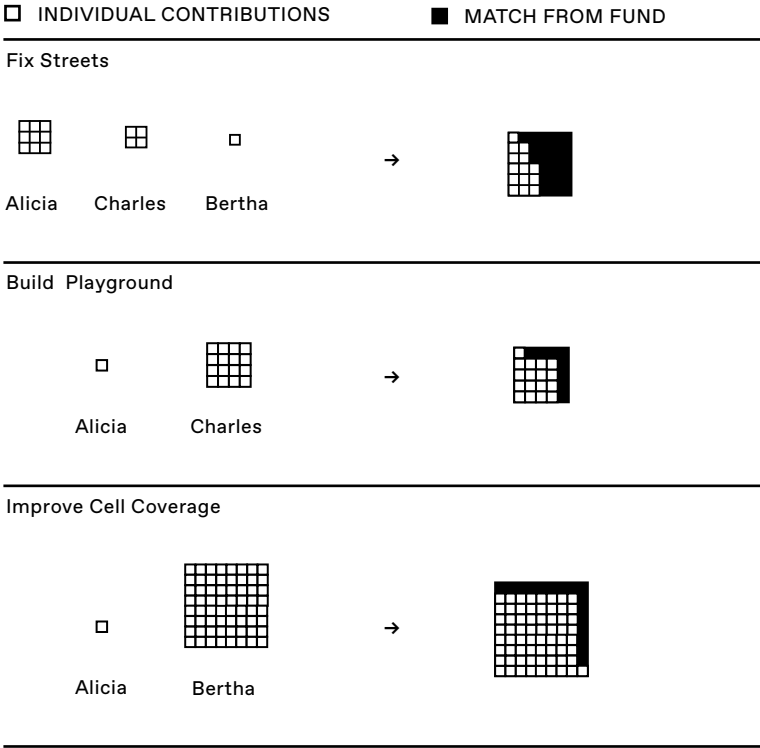 INDIVIDUAL CONTRIBUTIONS MATCH FROM FUND
Fix Streets
→
Alicia Charles Bertha
Build Playground
→
Alicia Charles
Improve Cell Coverage
→
Alicia Bertha